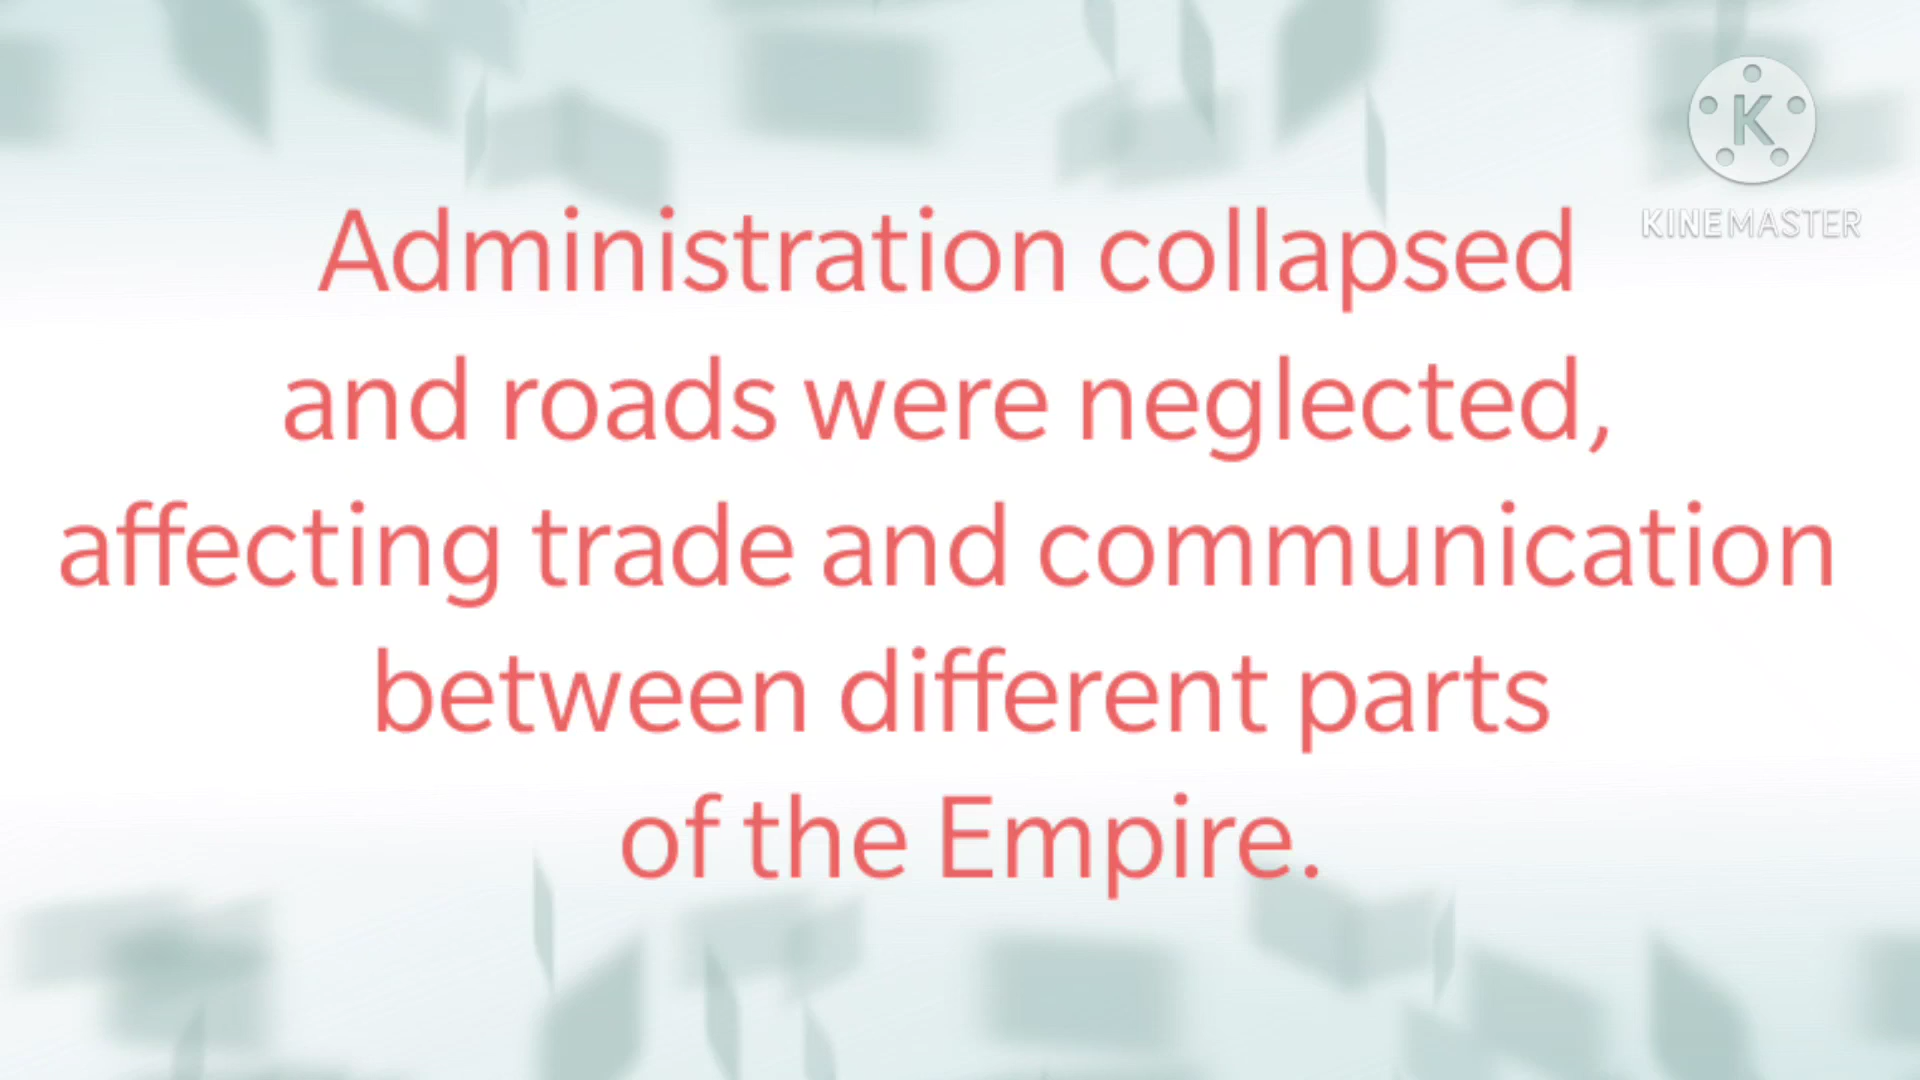 K
KINEMASTER
Administration collapsed
and roads were neglected,
affecting trade and communication
between different parts
of the Empire.